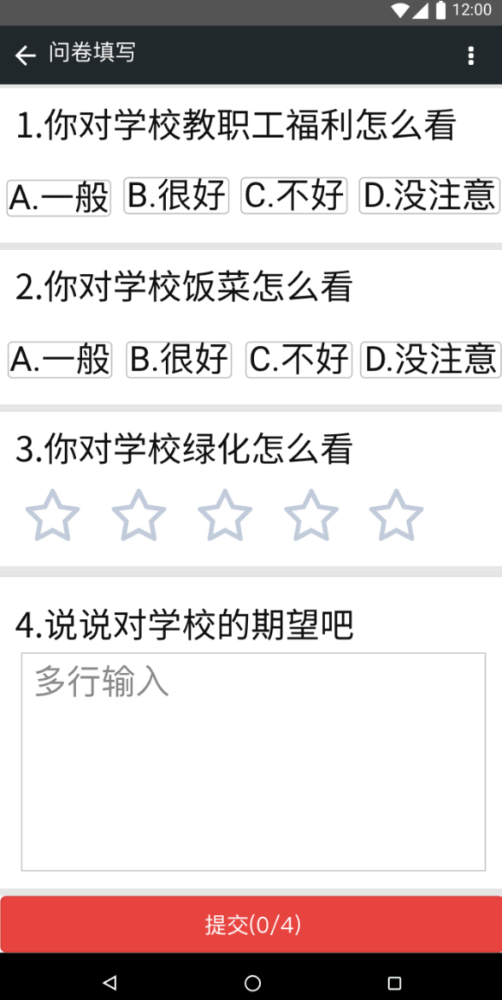 12:00
问卷填写
1.你对学校教职工福利怎么看
A.一般 B.很好 C.不好 D.没注意
2.你对学校饭菜怎么看
A.一般 B.很好 C.不好 D.没注意
3.你对学校绿化怎么看
4.说说对学校的期望吧
多行输入
提交(0/4)